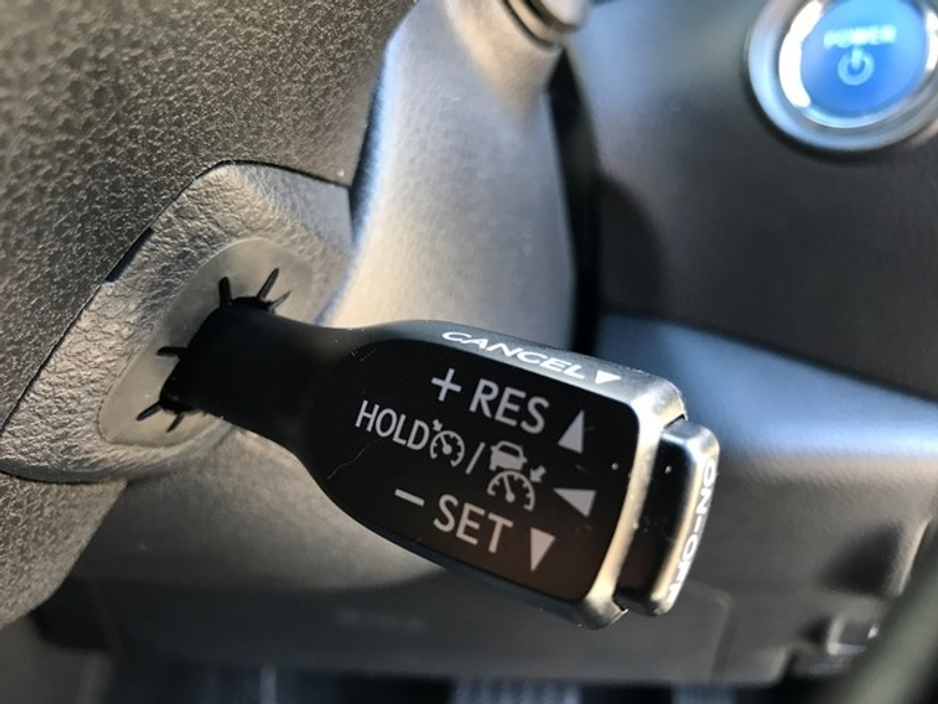 POWER
CANCEL
+ RES
HOLD /
- SET
ON-OFF